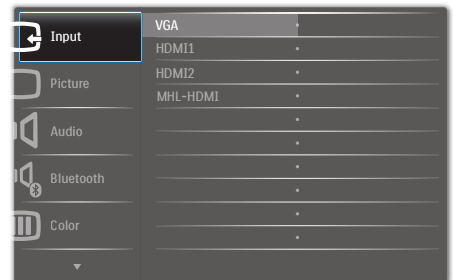 Input
Picture
Audio
Bluetooth
Color
VGA
HDMI1
HDMI2
MHL-HDMI